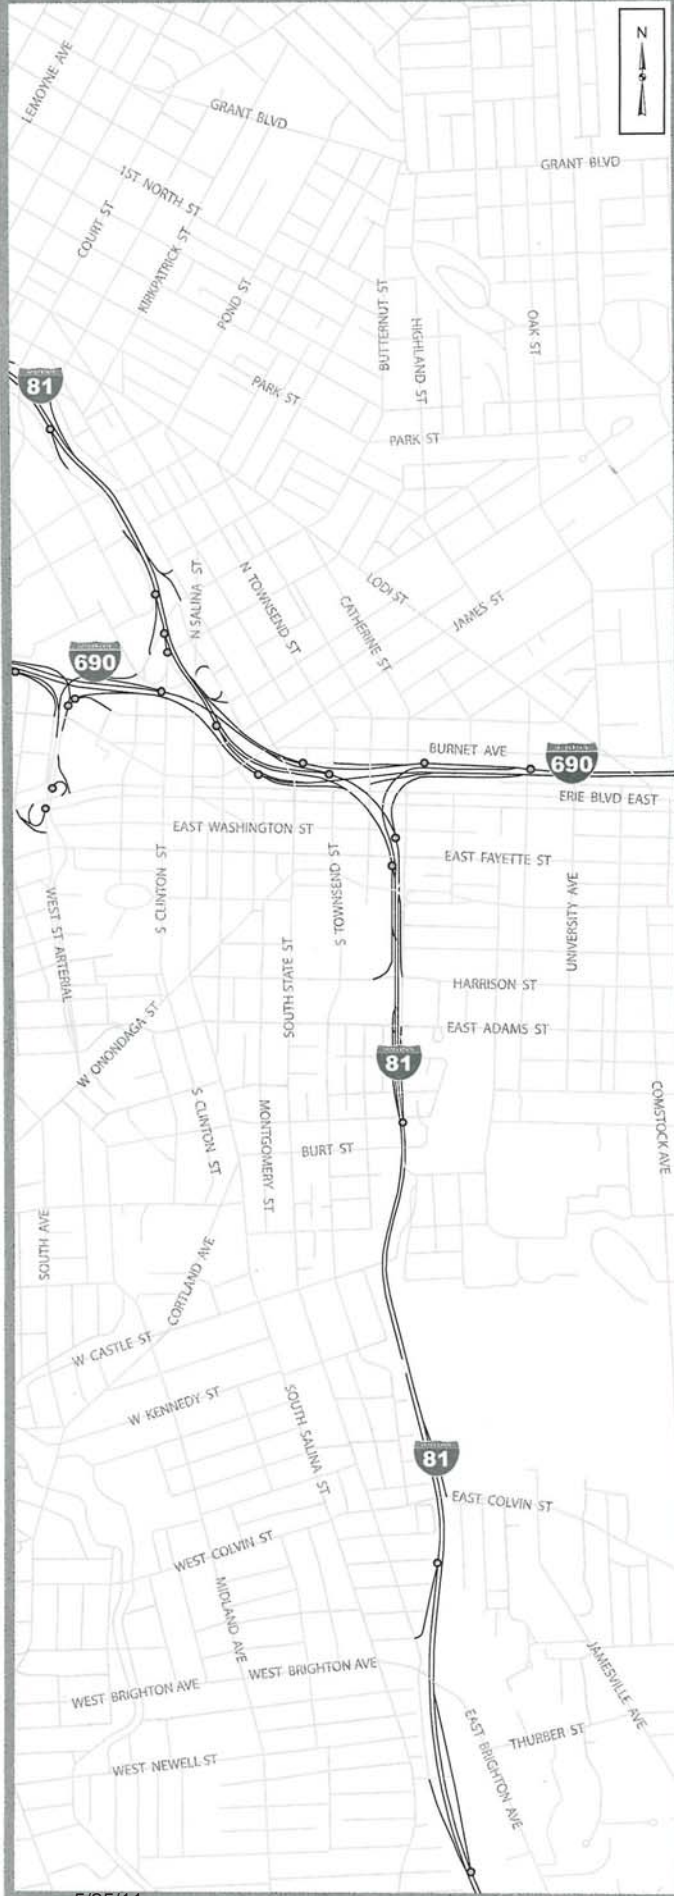 N
LEMOYNE AVE
GRANT BLVD
GRANT BLVD
1ST NORTH ST
COURT ST
KIRKPATRICK ST
POND ST
BUTTERNUT ST
HIGHLAND ST
OAK ST
81
PARK ST
PARK ST
N SALINA ST
N TOWNSEND ST
LODI ST
CATHERINE ST
JAMES ST
690
BURNET AVE
690
ERIE BLVD EAST
EAST WASHINGTON ST
S CLINTON ST
S TOWNSEND ST
EAST FAYETTE ST
UNIVERSITY AVE
WEST ST ARTERIAL
SOUTH STATE ST
HARRISON ST
EAST ADAMS ST
W ONONDAGA ST
81
S CLINTON ST
MONTGOMERY ST
BURT ST
COMSTOCK AVE
SOUTH AVE
CORTLAND AVE
W CASTLE ST
W KENNEDY ST
SOUTH SALINA ST
81
EAST COLVIN ST
WEST COLVIN ST
MIDLAND AVE
WEST BRIGHTON AVE
WEST BRIGHTON AVE
JAMESVILLE AVE
EAST BRIGHTON AVE
THURBER ST
WEST NEWELL ST